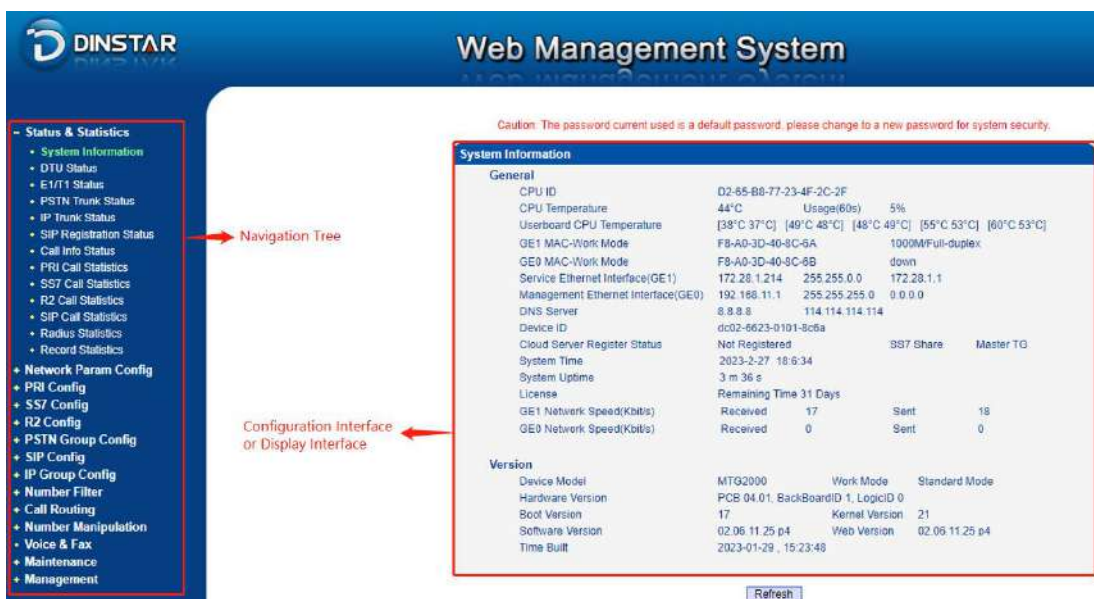 DINSTAR
Web Management System
Caution: The password current used is a default password, please change to a new password for system security.
– Status & Statistics
• System Information
• DTU Status
• E1/T1 Status
• PSTN Trunk Status
• IP Trunk Status
• SIP Registration Status
• Call Info Status
• PRI Call Statistics
• SS7 Call Statistics
• R2 Call Statistics
• SIP Call Statistics
• Radius Statistics
• Record Statistics
+ Network Param Config
+ PRI Config
+ SS7 Config
+ R2 Config
+ PSTN Group Config
+ SIP Config
+ IP Group Config
+ Number Filter
+ Call Routing
+ Number Manipulation
• Voice & Fax
+ Maintenance
+ Management
Navigation Tree
Configuration Interface
or Display Interface
System Information
General
CPU ID D2-65-B8-77-23-4F-2C-2F
CPU Temperature 44°C Usage(60s) 5%
Userboard CPU Temperature [38°C 37°C] [49°C 48°C] [48°C 49°C] [55°C 53°C] [60°C 53°C]
GE1 MAC-Work Mode F8-A0-3D-40-8C-6A 1000M/Full-duplex
GE0 MAC-Work Mode F8-A0-3D-40-8C-6B down
Service Ethernet Interface(GE1) 172.28.1.214 255.255.0.0 172.28.1.1
Management Ethernet Interface(GE0) 192.168.11.1 255.255.255.0 0.0.0.0
DNS Server 8.8.8.8 114.114.114.114
Device ID dc02-6623-0101-8c6a
Cloud Server Register Status Not Registered SS7 Share Master TG
System Time 2023-2-27 18:6:34
System Uptime 3 m 36 s
License Remaining Time 31 Days
GE1 Network Speed(Kbit/s) Received 17 Sent 18
GE0 Network Speed(Kbit/s) Received 0 Sent 0
Version
Device Model MTG2000 Work Mode Standard Mode
Hardware Version PCB 04.01, BackBoardID 1, LogicID 0
Boot Version 17 Kernel Version 21
Software Version 02.06.11.25 p4 Web Version 02.06.11.25 p4
Time Built 2023-01-29 , 15:23:48
Refresh